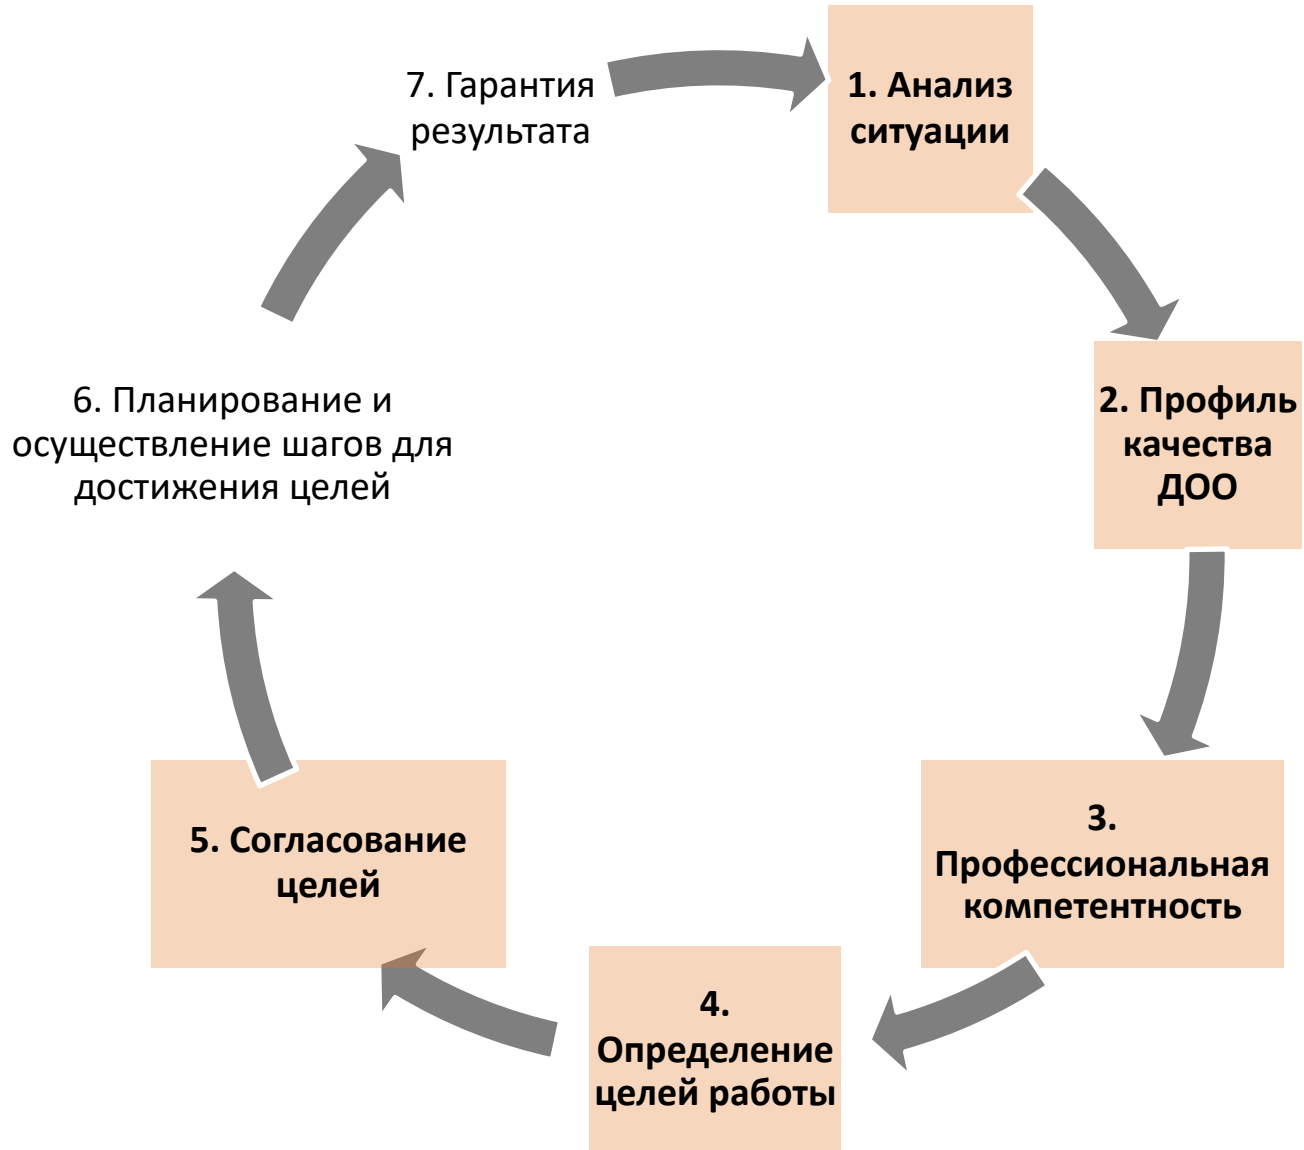 1. Анализ
ситуации
2. Профиль
качества
ДОО
3.
Профессиональная
компетентность
4.
Определение
целей работы
5. Согласование
целей
6. Планирование и
осуществление шагов для
достижения целей
7. Гарантия
результата